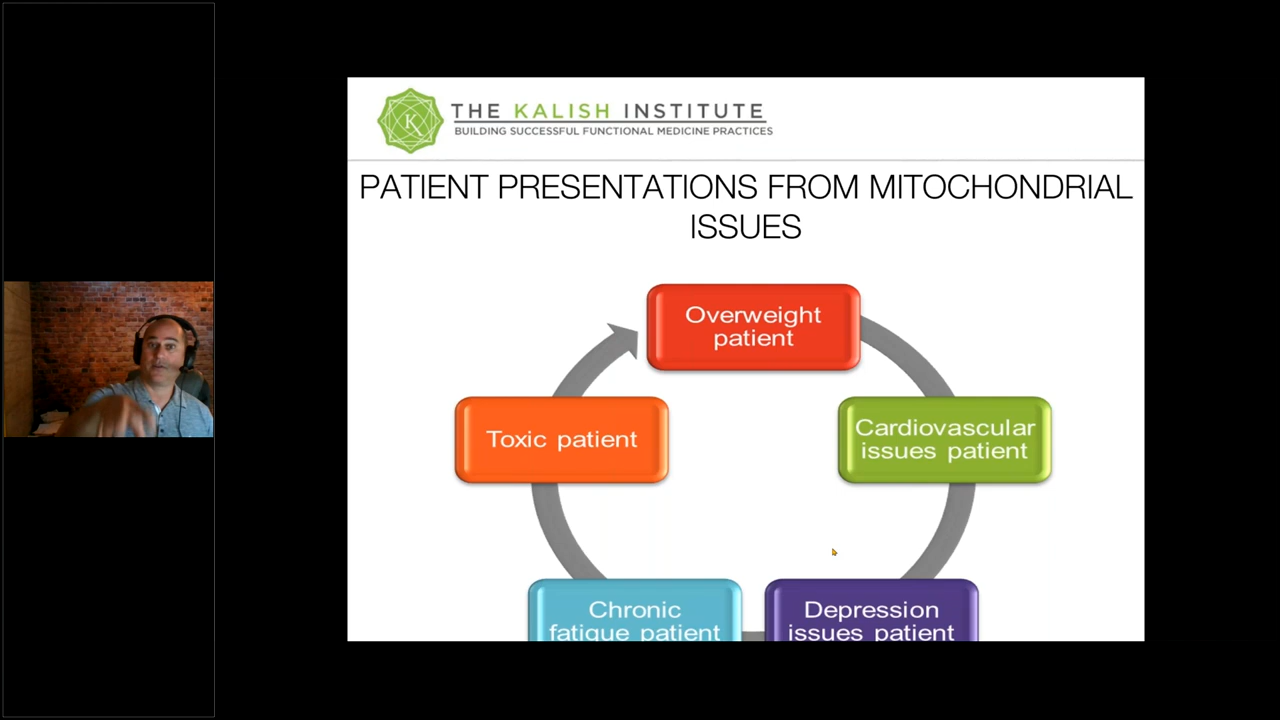 THE KALISH INSTITUTE
BUILDING SUCCESSFUL FUNCTIONAL MEDICINE PRACTICES
PATIENT PRESENTATIONS FROM MITOCHONDRIAL
ISSUES
Overweight
patient
Cardiovascular
issues patient
Depression
issues patient
Chronic
fatigue patient
Toxic patient
K